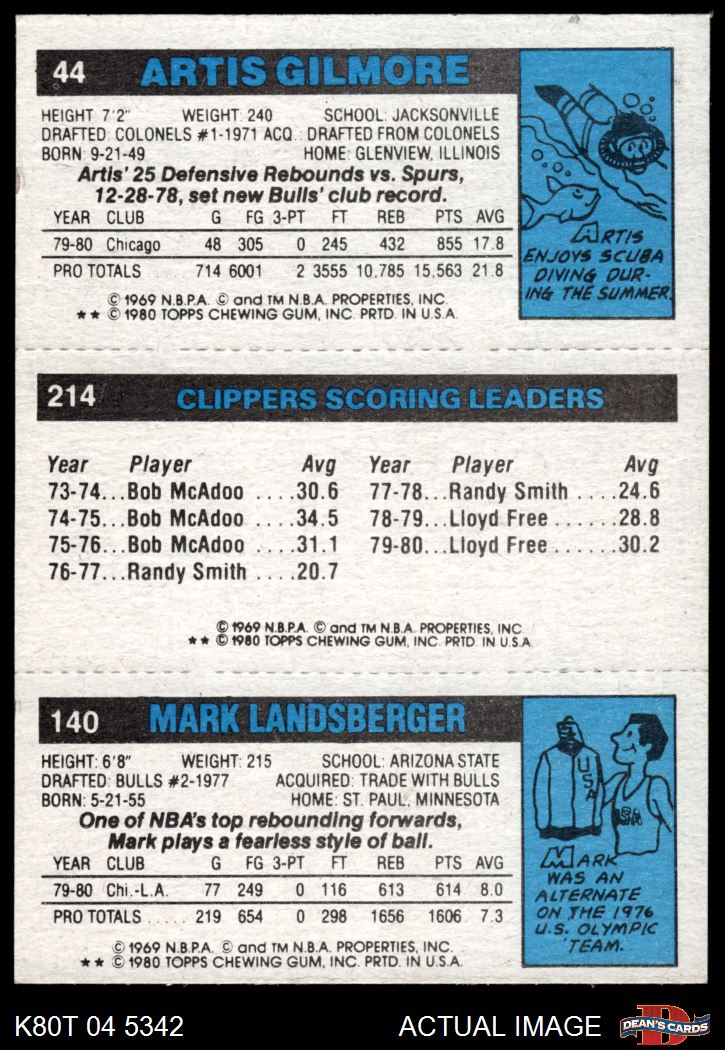 44 ARTIS GILMORE
HEIGHT: 7'2" WEIGHT: 240 SCHOOL: JACKSONVILLE
DRAFTED: COLONELS #1-1971 ACQ.: DRAFTED FROM COLONELS
BORN: 9-21-49 HOME: GLENVIEW, ILLINOIS
Artis' 25 Defensive Rebounds vs. Spurs,
12-28-78, set new Bulls' club record.
YEAR CLUB G FG 3-PT FT REB PTS AVG
79-80 Chicago 48 305 0 245 432 855 17.8
PRO TOTALS 714 6001 2 3555 10,785 15,563 21.8
© 1969 N.B.P.A. © and TM N.B.A. PROPERTIES, INC.
★★ © 1980 TOPPS CHEWING GUM, INC. PRTD. IN U.S.A.
ARTIS
ENJOYS SCUBA
DIVING DUR-
ING THE SUMMER.
214 CLIPPERS SCORING LEADERS
Year Player Avg Year Player Avg
73-74...Bob McAdoo ....30.6 77-78...Randy Smith ....24.6
74-75...Bob McAdoo ....34.5 78-79...Lloyd Free ......28.8
75-76...Bob McAdoo ....31.1 79-80...Lloyd Free ......30.2
76-77...Randy Smith ....20.7
© 1969 N.B.P.A. © and TM N.B.A. PROPERTIES, INC.
★★ © 1980 TOPPS CHEWING GUM, INC. PRTD. IN U.S.A.
140 MARK LANDSBERGER
HEIGHT: 6'8" WEIGHT: 215 SCHOOL: ARIZONA STATE
DRAFTED: BULLS #2-1977 ACQUIRED: TRADE WITH BULLS
BORN: 5-21-55 HOME: ST. PAUL, MINNESOTA
One of NBA's top rebounding forwards,
Mark plays a fearless style of ball.
YEAR CLUB G FG 3-PT FT REB PTS AVG
79-80 Chi.-L.A. 77 249 0 116 613 614 8.0
PRO TOTALS ..... 219 654 0 298 1656 1606 7.3
© 1969 N.B.P.A. © and TM N.B.A. PROPERTIES, INC.
★★ © 1980 TOPPS CHEWING GUM, INC. PRTD. IN U.S.A.
USA
USA
MARK
WAS AN
ALTERNATE
ON THE 1976
U.S. OLYMPIC
TEAM.
K80T 04 5342 ACTUAL IMAGE D DEAN'S CARDS